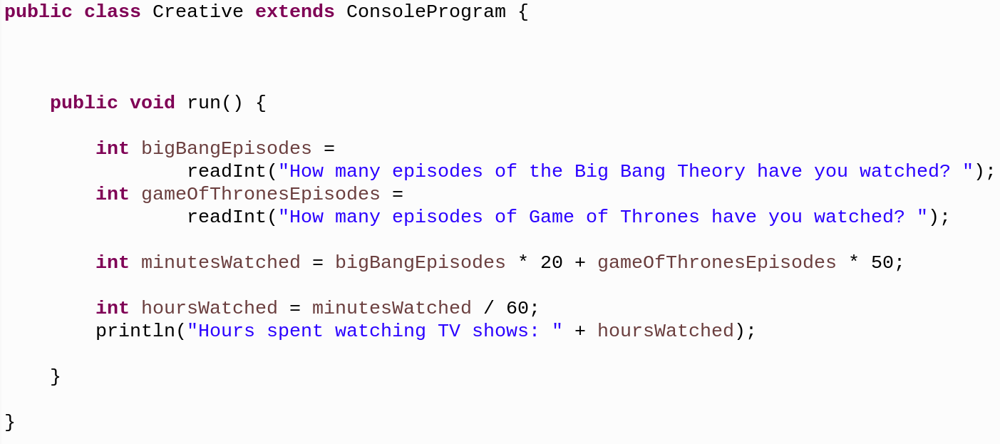 public class Creative extends ConsoleProgram {
public void run() {
int bigBangEpisodes =
readInt("How many episodes of the Big Bang Theory have you watched? ");
int gameOfThronesEpisodes =
readInt("How many episodes of Game of Thrones have you watched? ");
int minutesWatched = bigBangEpisodes * 20 + gameOfThronesEpisodes * 50;
int hoursWatched = minutesWatched / 60;
println("Hours spent watching TV shows: " + hoursWatched);
}
}